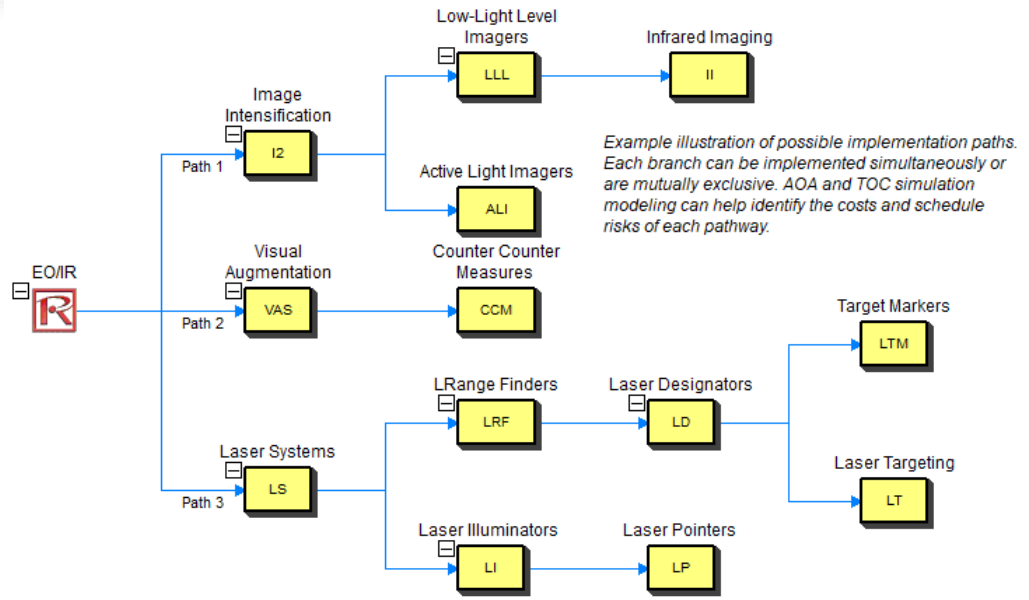 Low-Light Level
Imagers
LLL
Infrared Imaging
II
Image
Intensification
I2
Path 1
Example illustration of possible implementation paths.
Each branch can be implemented simultaneously or
are mutually exclusive. AOA and TOC simulation
modeling can help identify the costs and schedule
risks of each pathway.
Active Light Imagers
ALI
Visual
Augmentation
VAS
Path 2
Counter Counter
Measures
CCM
EO/IR
R
Target Markers
LTM
LRange Finders
LRF
Laser Designators
LD
Laser Systems
LS
Path 3
Laser Targeting
LT
Laser Illuminators
LI
Laser Pointers
LP